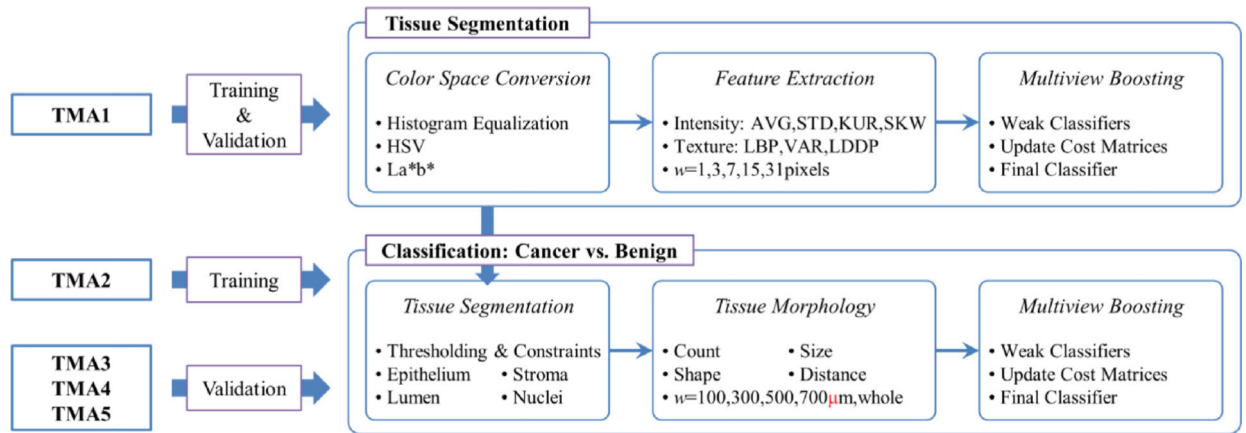 Tissue Segmentation
TMA1
Training
&
Validation
Color Space Conversion
• Histogram Equalization
• HSV
• La*b*
Feature Extraction
• Intensity: AVG,STD,KUR,SKW
• Texture: LBP,VAR,LDDP
• w=1,3,7,15,31pixels
Multiview Boosting
• Weak Classifiers
• Update Cost Matrices
• Final Classifier
Classification: Cancer vs. Benign
TMA2
Training
TMA3
TMA4
TMA5
Validation
Tissue Segmentation
• Thresholding & Constraints
• Epithelium • Stroma
• Lumen • Nuclei
Tissue Morphology
• Count • Size
• Shape • Distance
• w=100,300,500,700μm,whole
Multiview Boosting
• Weak Classifiers
• Update Cost Matrices
• Final Classifier